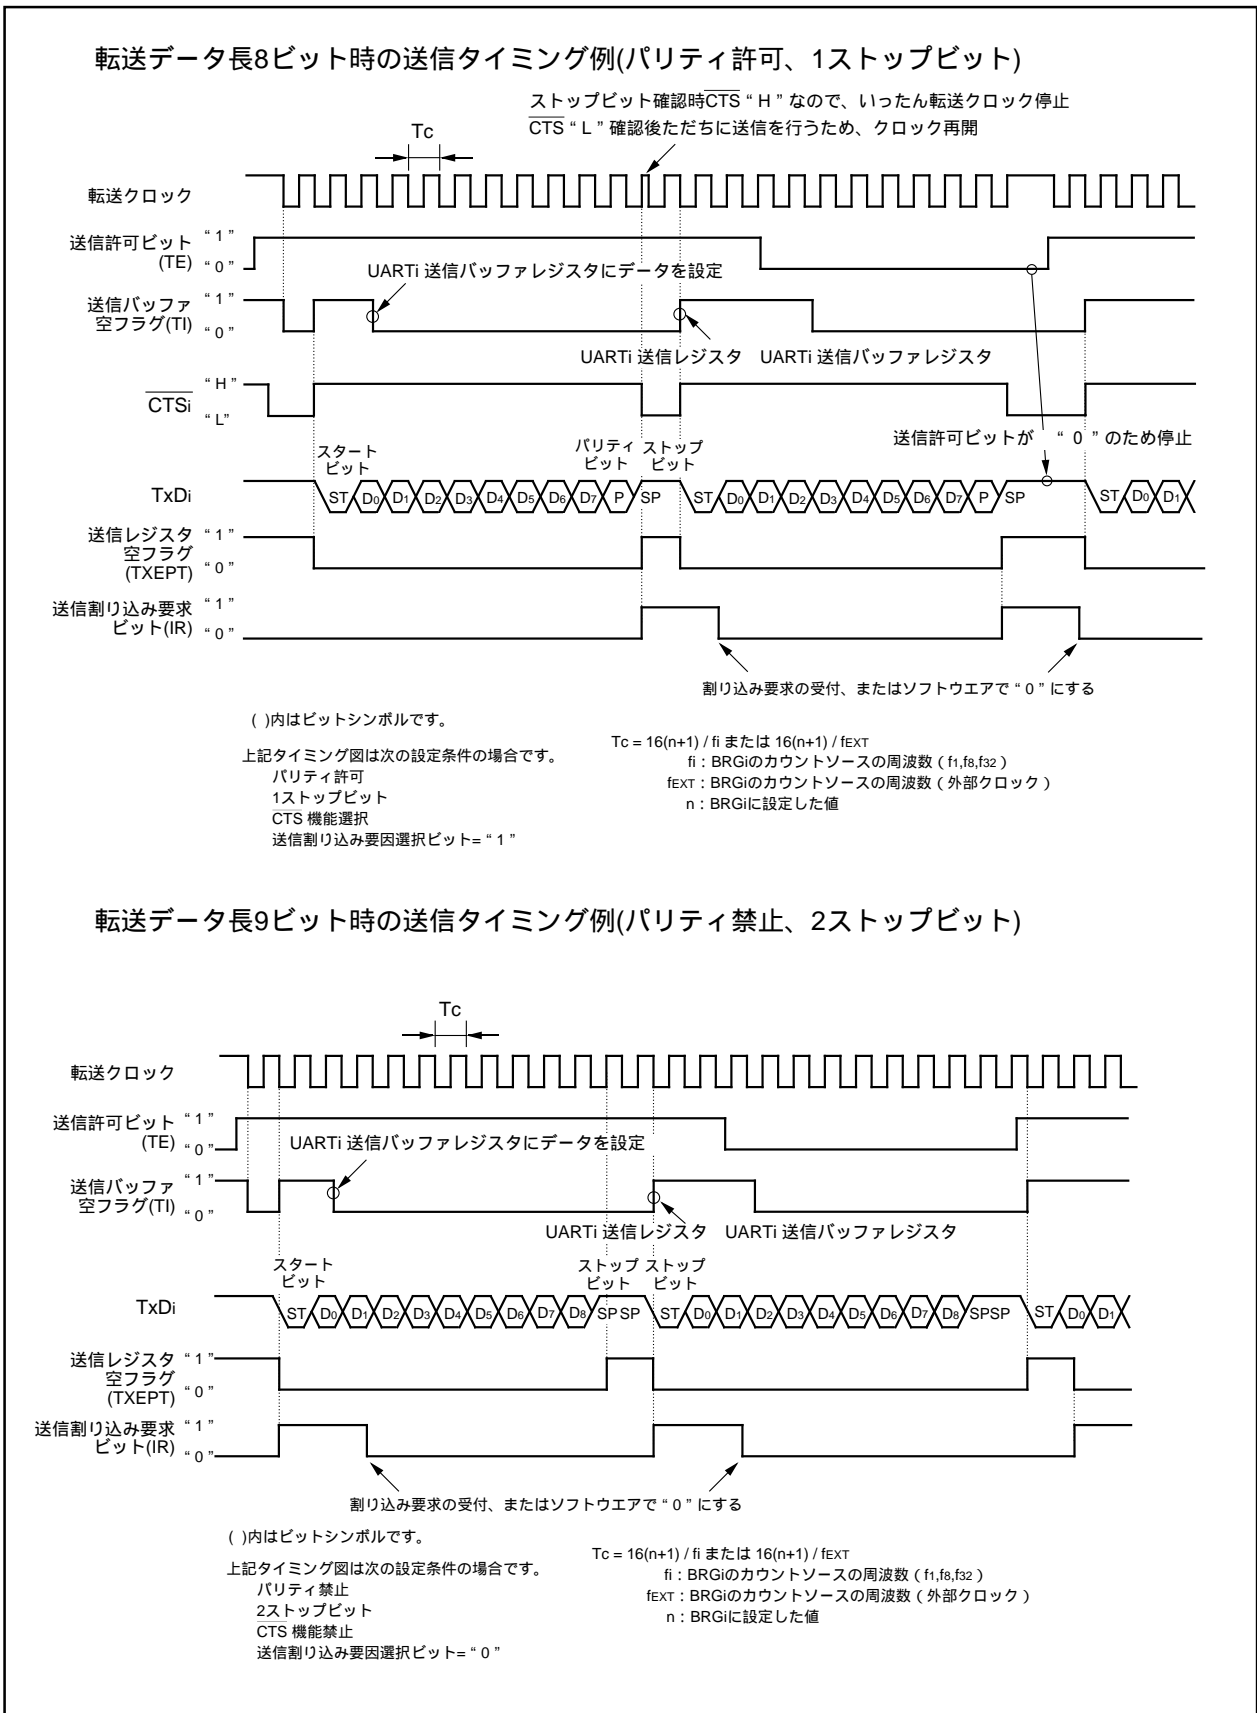 転送データ長8ビット時の送信タイミング例(パリティ許可、1ストップビット)
ストップビット確認時CTS “ H ” なので、いったん転送クロック停止
CTS “ L ” 確認後ただちに送信を行うため、クロック再開
Tc
転送クロック
送信許可ビット
(TE)
“ 1 ”
“ 0 ”
UARTi 送信バッファレジスタにデータを設定
送信バッファ
空フラグ(TI)
“ 1 ”
“ 0 ”
UARTi 送信レジスタ UARTi 送信バッファレジスタ
CTSi
“ H ”
“ L”
送信許可ビットが “ 0 ” のため停止
スタート
ビット
パリティ
ビット
ストップ
ビット
TxDi
ST D0 D1 D2 D3 D4 D5 D6 D7 P SP ST D0 D1 D2 D3 D4 D5 D6 D7 P SP ST D0 D1
送信レジスタ
空フラグ
(TXEPT)
“ 1 ”
“ 0 ”
送信割り込み要求
ビット(IR)
“ 1 ”
“ 0 ”
割り込み要求の受付、またはソフトウエアで “ 0 ” にする
( )内はビットシンボルです。
上記タイミング図は次の設定条件の場合です。
パリティ許可
1ストップビット
CTS 機能選択
送信割り込み要因選択ビット= “ 1 ”
Tc = 16(n+1) / fi または 16(n+1) / fEXT
fi : BRGiのカウントソースの周波数 ( f1,f8,f32 )
fEXT : BRGiのカウントソースの周波数 ( 外部クロック )
n : BRGiに設定した値
転送データ長9ビット時の送信タイミング例(パリティ禁止、2ストップビット)
Tc
転送クロック
送信許可ビット
(TE)
“ 1 ”
“ 0 ”
UARTi 送信バッファレジスタにデータを設定
送信バッファ
空フラグ(TI)
“ 1 ”
“ 0 ”
UARTi 送信レジスタ UARTi 送信バッファレジスタ
スタート
ビット
ストップ
ビット
ストップ
ビット
TxDi
ST D0 D1 D2 D3 D4 D5 D6 D7 D8 SP SP ST D0 D1 D2 D3 D4 D5 D6 D7 D8 SPSP ST D0 D1
送信レジスタ
空フラグ
(TXEPT)
“ 1 ”
“ 0 ”
送信割り込み要求
ビット(IR)
“ 1 ”
“ 0 ”
割り込み要求の受付、またはソフトウエアで “ 0 ” にする
( )内はビットシンボルです。
上記タイミング図は次の設定条件の場合です。
パリティ禁止
2ストップビット
CTS 機能禁止
送信割り込み要因選択ビット= “ 0 ”
Tc = 16(n+1) / fi または 16(n+1) / fEXT
fi : BRGiのカウントソースの周波数 ( f1,f8,f32 )
fEXT : BRGiのカウントソースの周波数 ( 外部クロック )
n : BRGiに設定した値